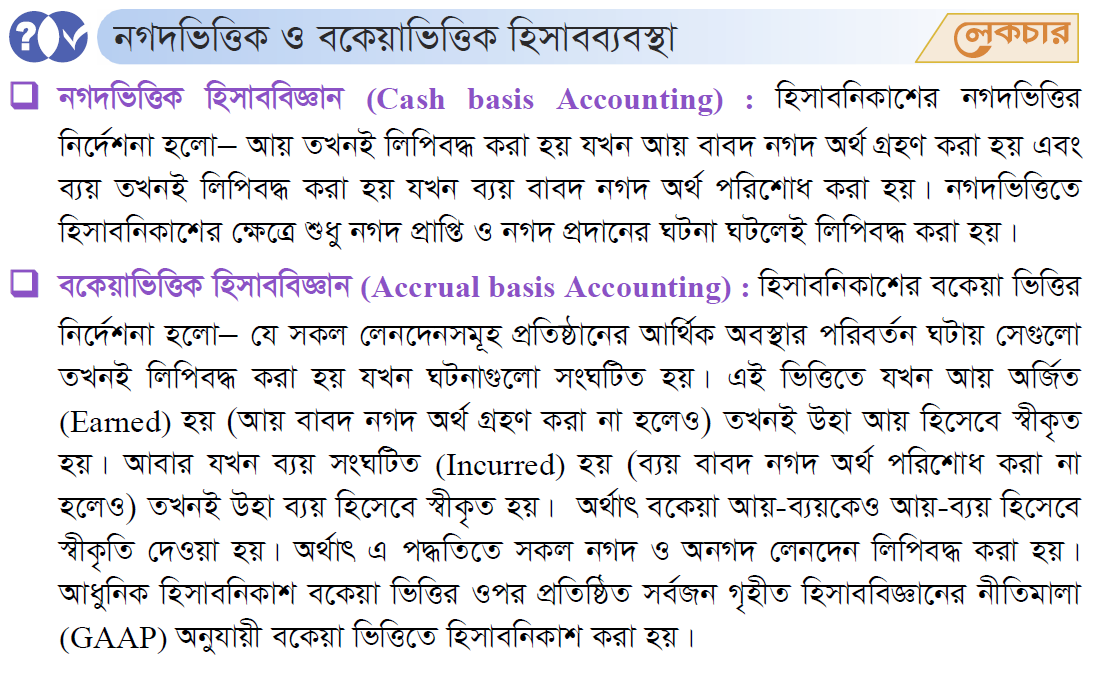 নগদভিত্তিক ও বকেয়াভিত্তিক হিসাবব্যবস্থা
লেকচার
নগদভিত্তিক হিসাববিজ্ঞান (Cash basis Accounting) : হিসাবনিকাশের নগদভিত্তির
নির্দেশনা হলো– আয় তখনই লিপিবদ্ধ করা হয় যখন আয় বাবদ নগদ অর্থ গ্রহণ করা হয় এবং
ব্যয় তখনই লিপিবদ্ধ করা হয় যখন ব্যয় বাবদ নগদ অর্থ পরিশোধ করা হয়। নগদভিত্তিতে
হিসাবনিকাশের ক্ষেত্রে শুধু নগদ প্রাপ্তি ও নগদ প্রদানের ঘটনা ঘটলেই লিপিবদ্ধ করা হয়।
বকেয়াভিত্তিক হিসাববিজ্ঞান (Accrual basis Accounting) : হিসাবনিকাশের বকেয়া ভিত্তির
নির্দেশনা হলো– যে সকল লেনদেনসমূহ প্রতিষ্ঠানের আর্থিক অবস্থার পরিবর্তন ঘটায় সেগুলো
তখনই লিপিবদ্ধ করা হয় যখন ঘটনাগুলো সংঘটিত হয়। এই ভিত্তিতে যখন আয় অর্জিত
(Earned) হয় (আয় বাবদ নগদ অর্থ গ্রহণ করা না হলেও) তখনই উহা আয় হিসেবে স্বীকৃত
হয়। আবার যখন ব্যয় সংঘটিত (Incurred) হয় (ব্যয় বাবদ নগদ অর্থ পরিশোধ করা না
হলেও) তখনই উহা ব্যয় হিসেবে স্বীকৃত হয়। অর্থাৎ বকেয়া আয়-ব্যয়কেও আয়-ব্যয় হিসেবে
স্বীকৃতি দেওয়া হয়। অর্থাৎ এ পদ্ধতিতে সকল নগদ ও অনগদ লেনদেন লিপিবদ্ধ করা হয়।
আধুনিক হিসাবনিকাশ বকেয়া ভিত্তির ওপর প্রতিষ্ঠিত সর্বজন গৃহীত হিসাববিজ্ঞানের নীতিমালা
(GAAP) অনুযায়ী বকেয়া ভিত্তিতে হিসাবনিকাশ করা হয়।